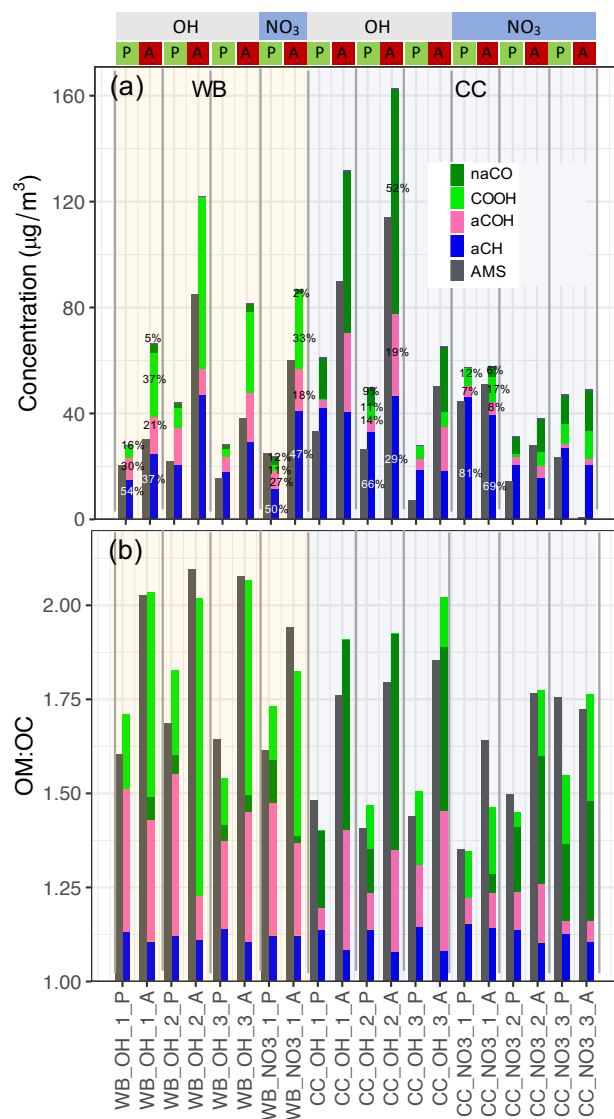 OH NO3 OH NO3
P A P A P A P A P A P A P A P A P A P A
(a) WB CC
160
120
80
40
0
Concentration (µg/m3)
naCO
COOH
aCOH
aCH
AMS
16%
30%
54%
5%
37%
21%
37%
12%
11%
27%
50%
2%
33%
18%
47%
9%
11%
14%
66%
52%
19%
29%
12%
7%
81%
6%
17%
8%
69%
(b)
2.00
1.75
1.50
1.25
1.00
OM:OC
WB_OH_1_P
WB_OH_1_A
WB_OH_2_P
WB_OH_2_A
WB_OH_3_P
WB_OH_3_A
WB_NO3_1_P
WB_NO3_1_A
CC_OH_1_P
CC_OH_1_A
CC_OH_2_P
CC_OH_2_A
CC_OH_3_P
CC_OH_3_A
CC_NO3_1_P
CC_NO3_1_A
CC_NO3_2_P
CC_NO3_2_A
CC_NO3_3_P
CC_NO3_3_A